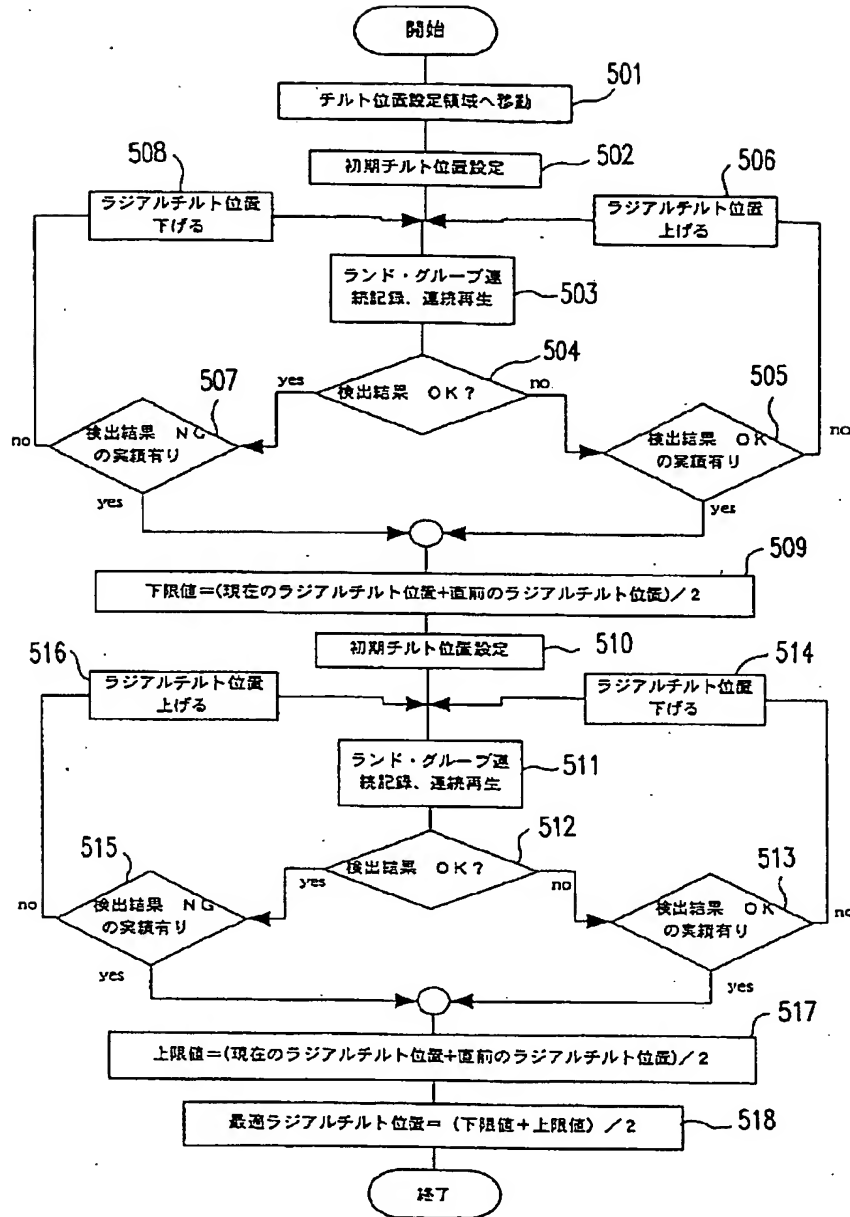 開始
501
チルト位置設定領域へ移動
508
502
506
初期チルト位置設定
ラジアルチルト位置
下げる
ラジアルチルト位置
上げる
ランド・グループ連
続記録、連続再生
503
504
507
yes
検出結果 OK?
no.
505
no
検出結果 NG
の実績有り
検出結果 OK
の実績有り
no
yes
yes
509
下限値=(現在のラジアルチルト位置+直前のラジアルチルト位置)/2
516
初期チルト位置設定
510
514
ラジアルチルト位置
上げる
ラジアルチルト位置
下げる
ランド・グループ連
続記録、連続再生
511
512
515
検出結果 OK?
513
yes
no
no
検出結果 NG
の実績有り
検出結果 OK
の実績有り
no
yes
yes
517
上限値=(現在のラジアルチルト位置+直前のラジアルチルト位置)/2
最適ラジアルチルト位置= (下限値+上限値) /2
518
終了